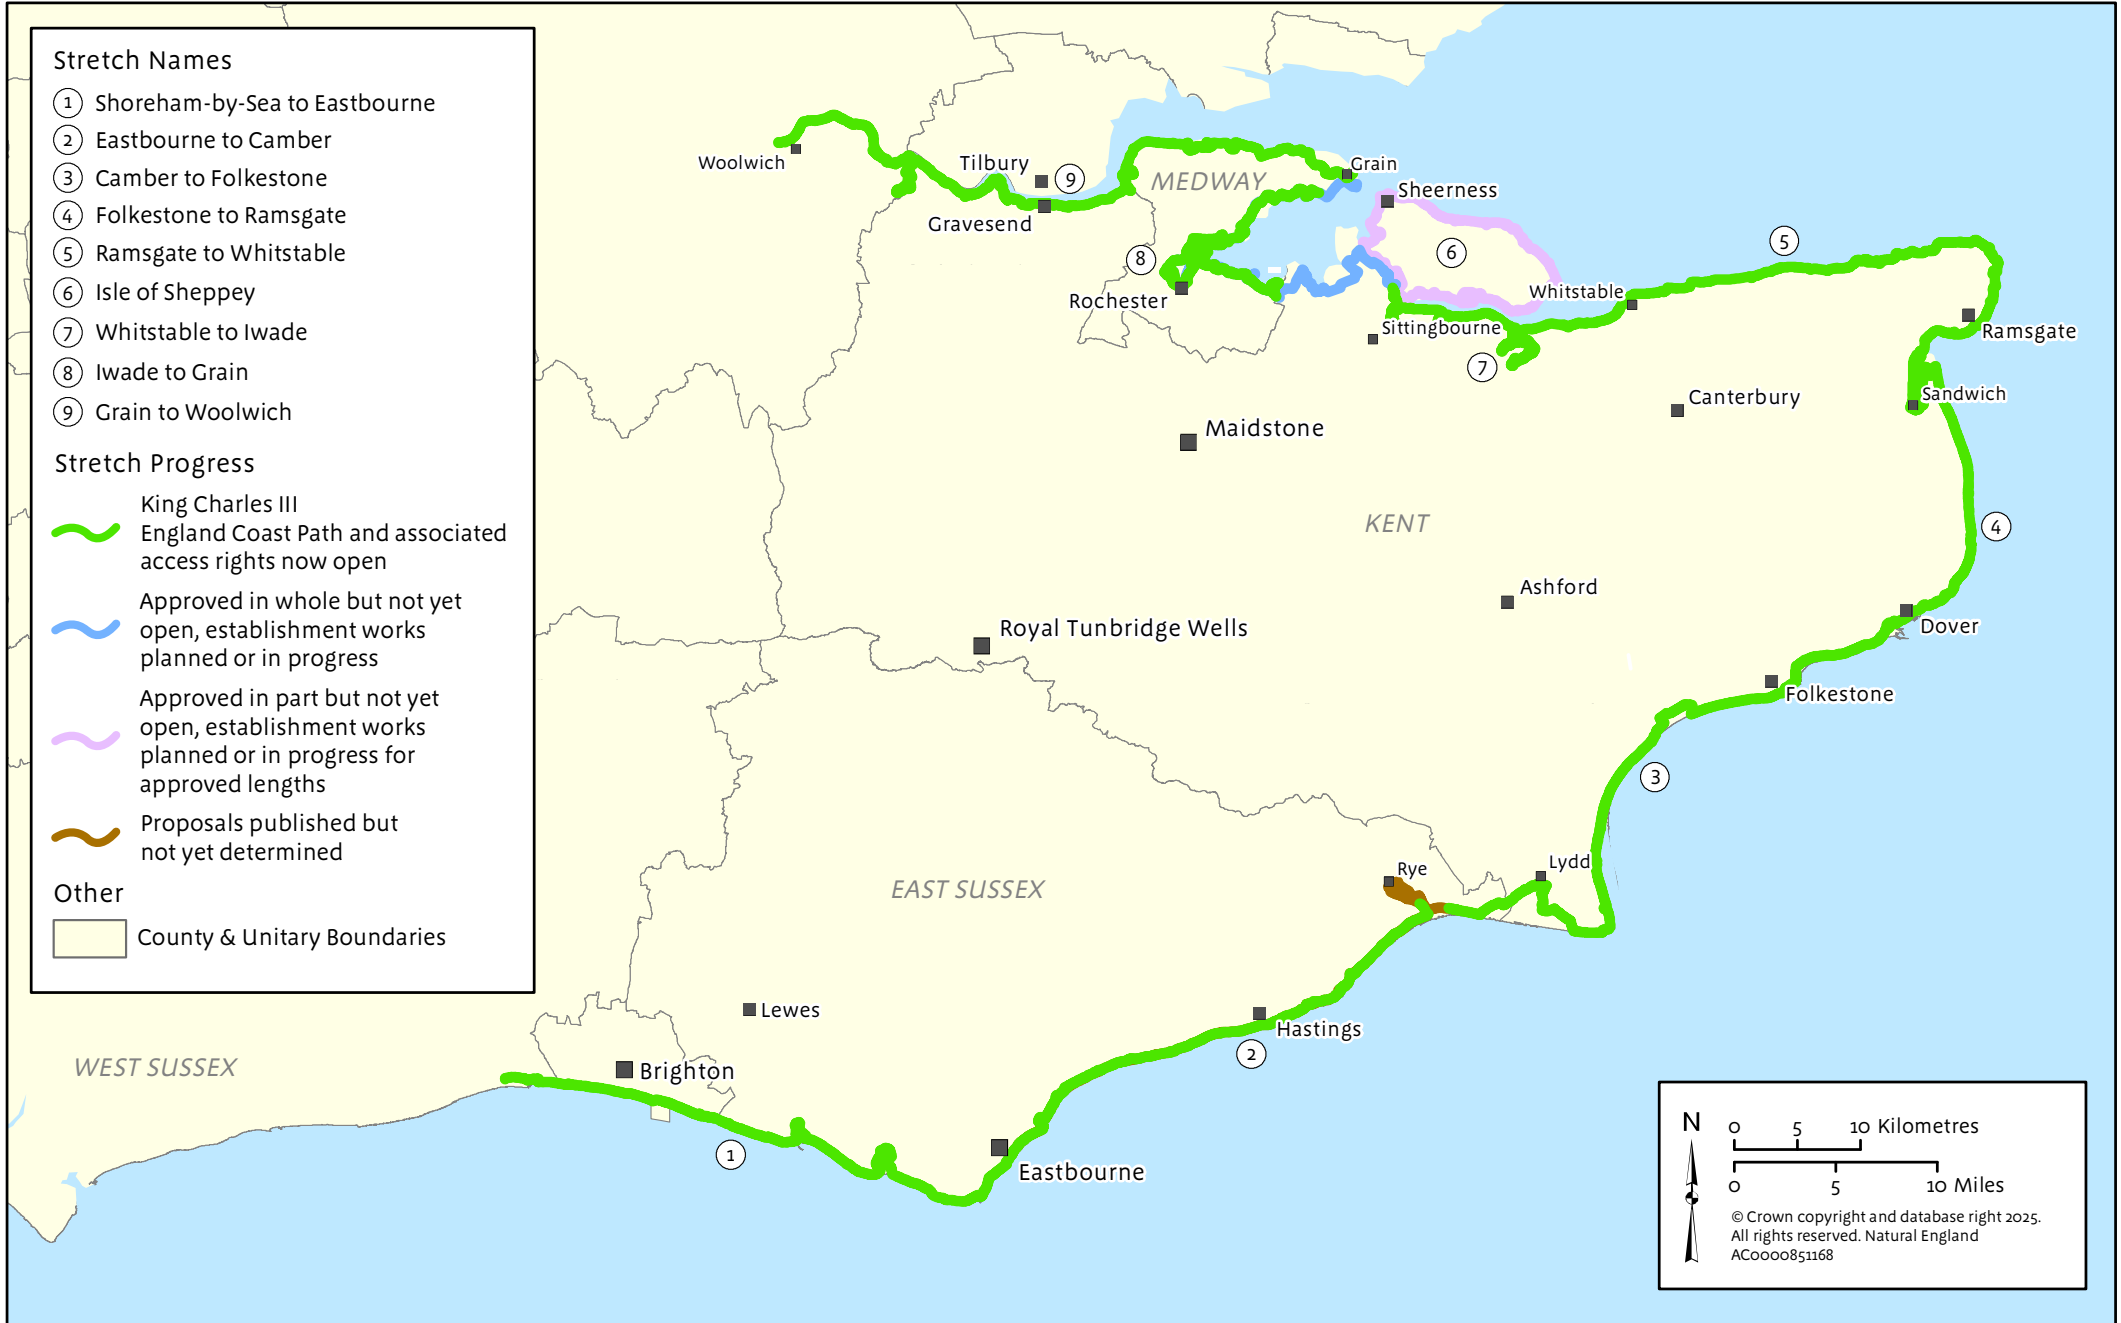 Stretch Names
1 Shoreham-by-Sea to Eastbourne
2 Eastbourne to Camber
3 Camber to Folkestone
4 Folkestone to Ramsgate
5 Ramsgate to Whitstable
6 Isle of Sheppey
7 Whitstable to Iwade
8 Iwade to Grain
9 Grain to Woolwich
Stretch Progress
King Charles III
England Coast Path and associated
access rights now open
Approved in whole but not yet
open, establishment works
planned or in progress
Approved in part but not yet
open, establishment works
planned or in progress for
approved lengths
Proposals published but
not yet determined
Other
County & Unitary Boundaries
Woolwich
Tilbury
9
Gravesend
MEDWAY
Grain
Sheerness
6
5
8
Rochester
Whitstable
Sittingbourne
7
Ramsgate
Sandwich
Canterbury
Maidstone
KENT
4
Ashford
Royal Tunbridge Wells
Dover
Folkestone
3
Lydd
Rye
EAST SUSSEX
Lewes
Hastings
2
WEST SUSSEX
Brighton
1
Eastbourne
N
0 5 10 Kilometres
0 5 10 Miles
© Crown copyright and database right 2025.
All rights reserved. Natural England
AC0000851168